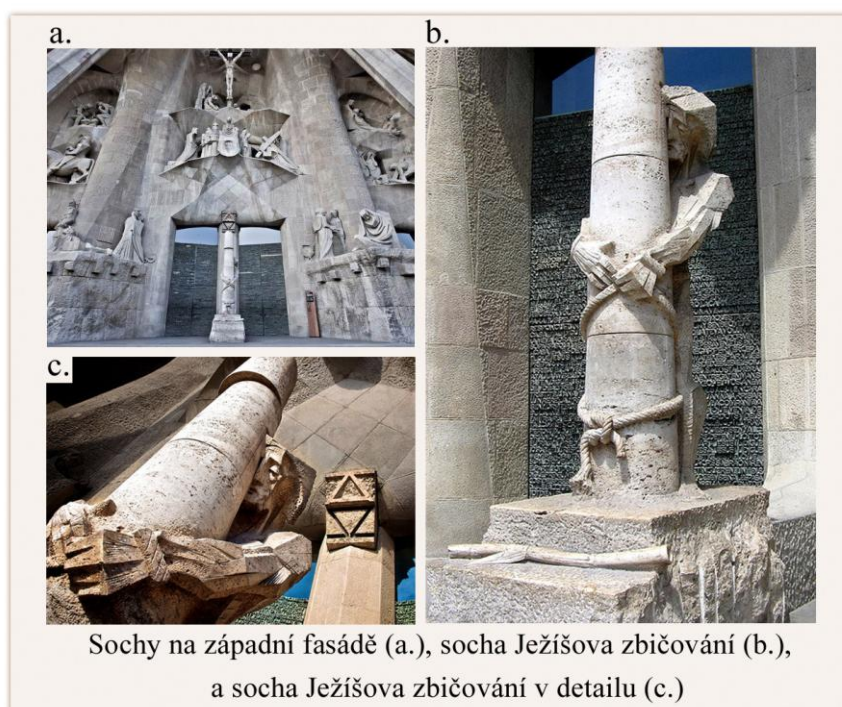 a.
b.
c.
Sochy na západní fasádě (a.), socha Ježíšova zbičování (b.),
a socha Ježíšova zbičování v detailu (c.)